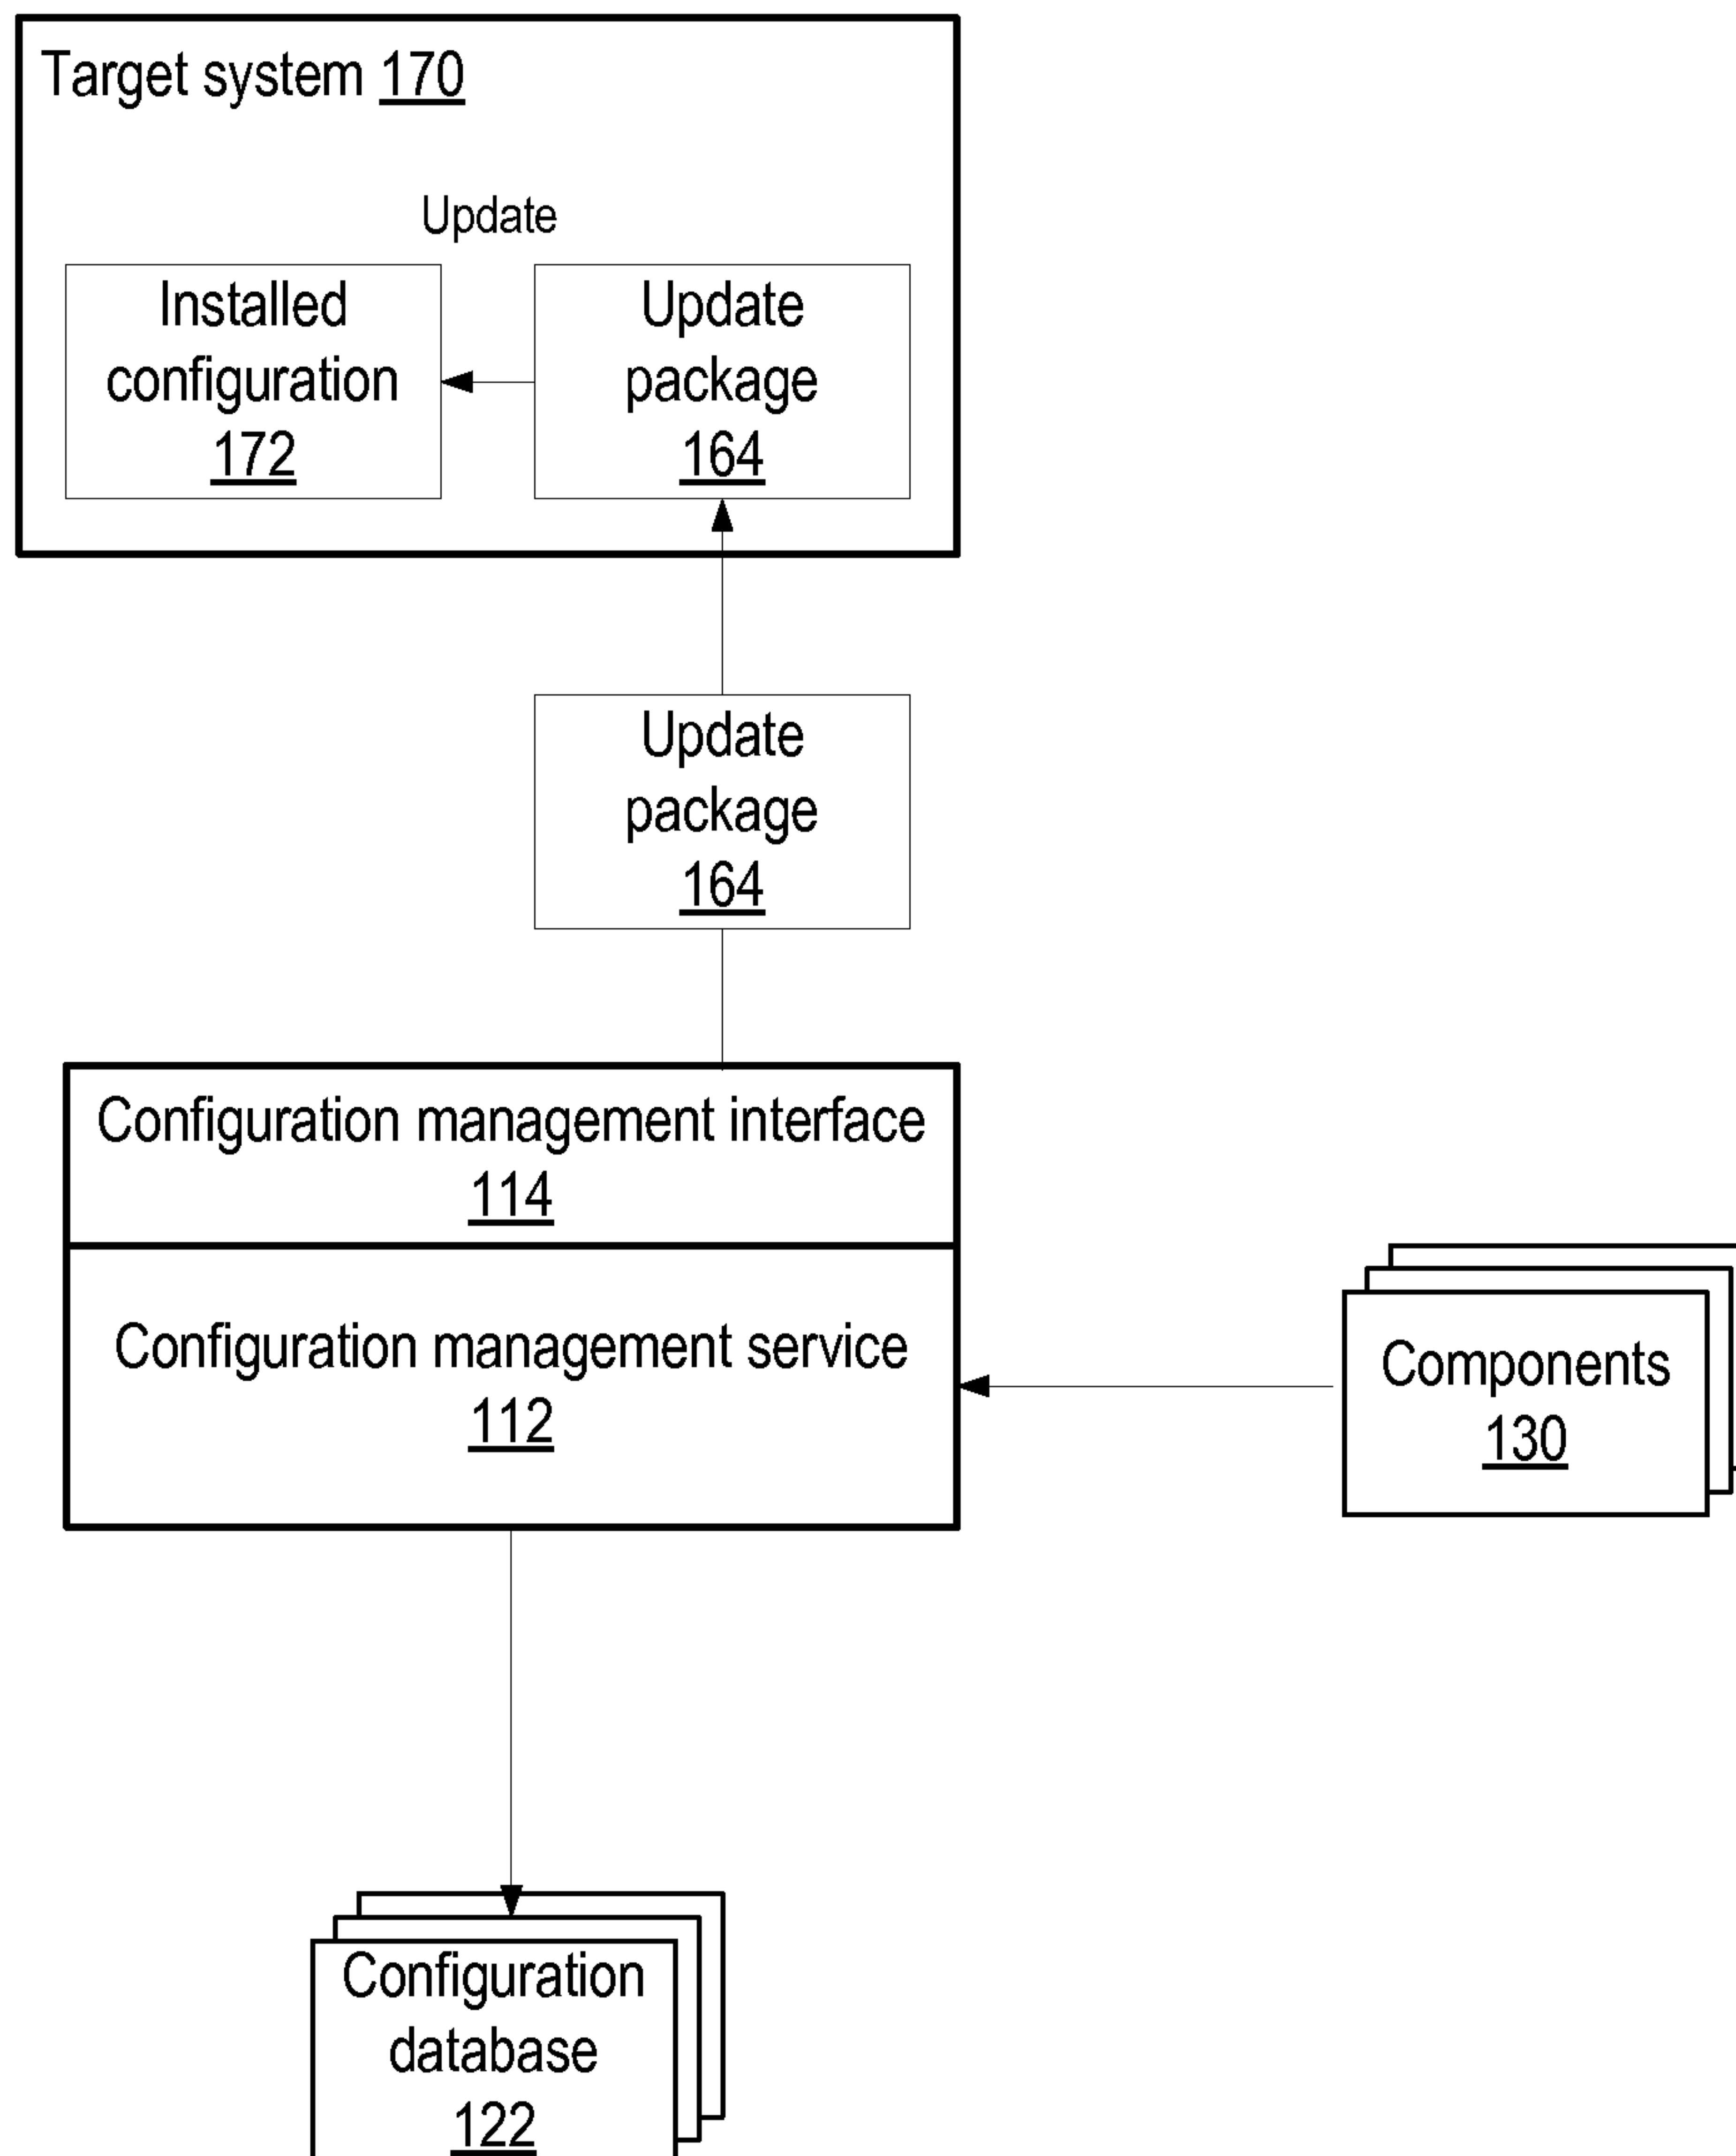 Target system 170
Update
Installed
configuration
172
Update
package
164
Update
package
164
Configuration management interface
114
Configuration management service
112
Components
130
Configuration
database
122